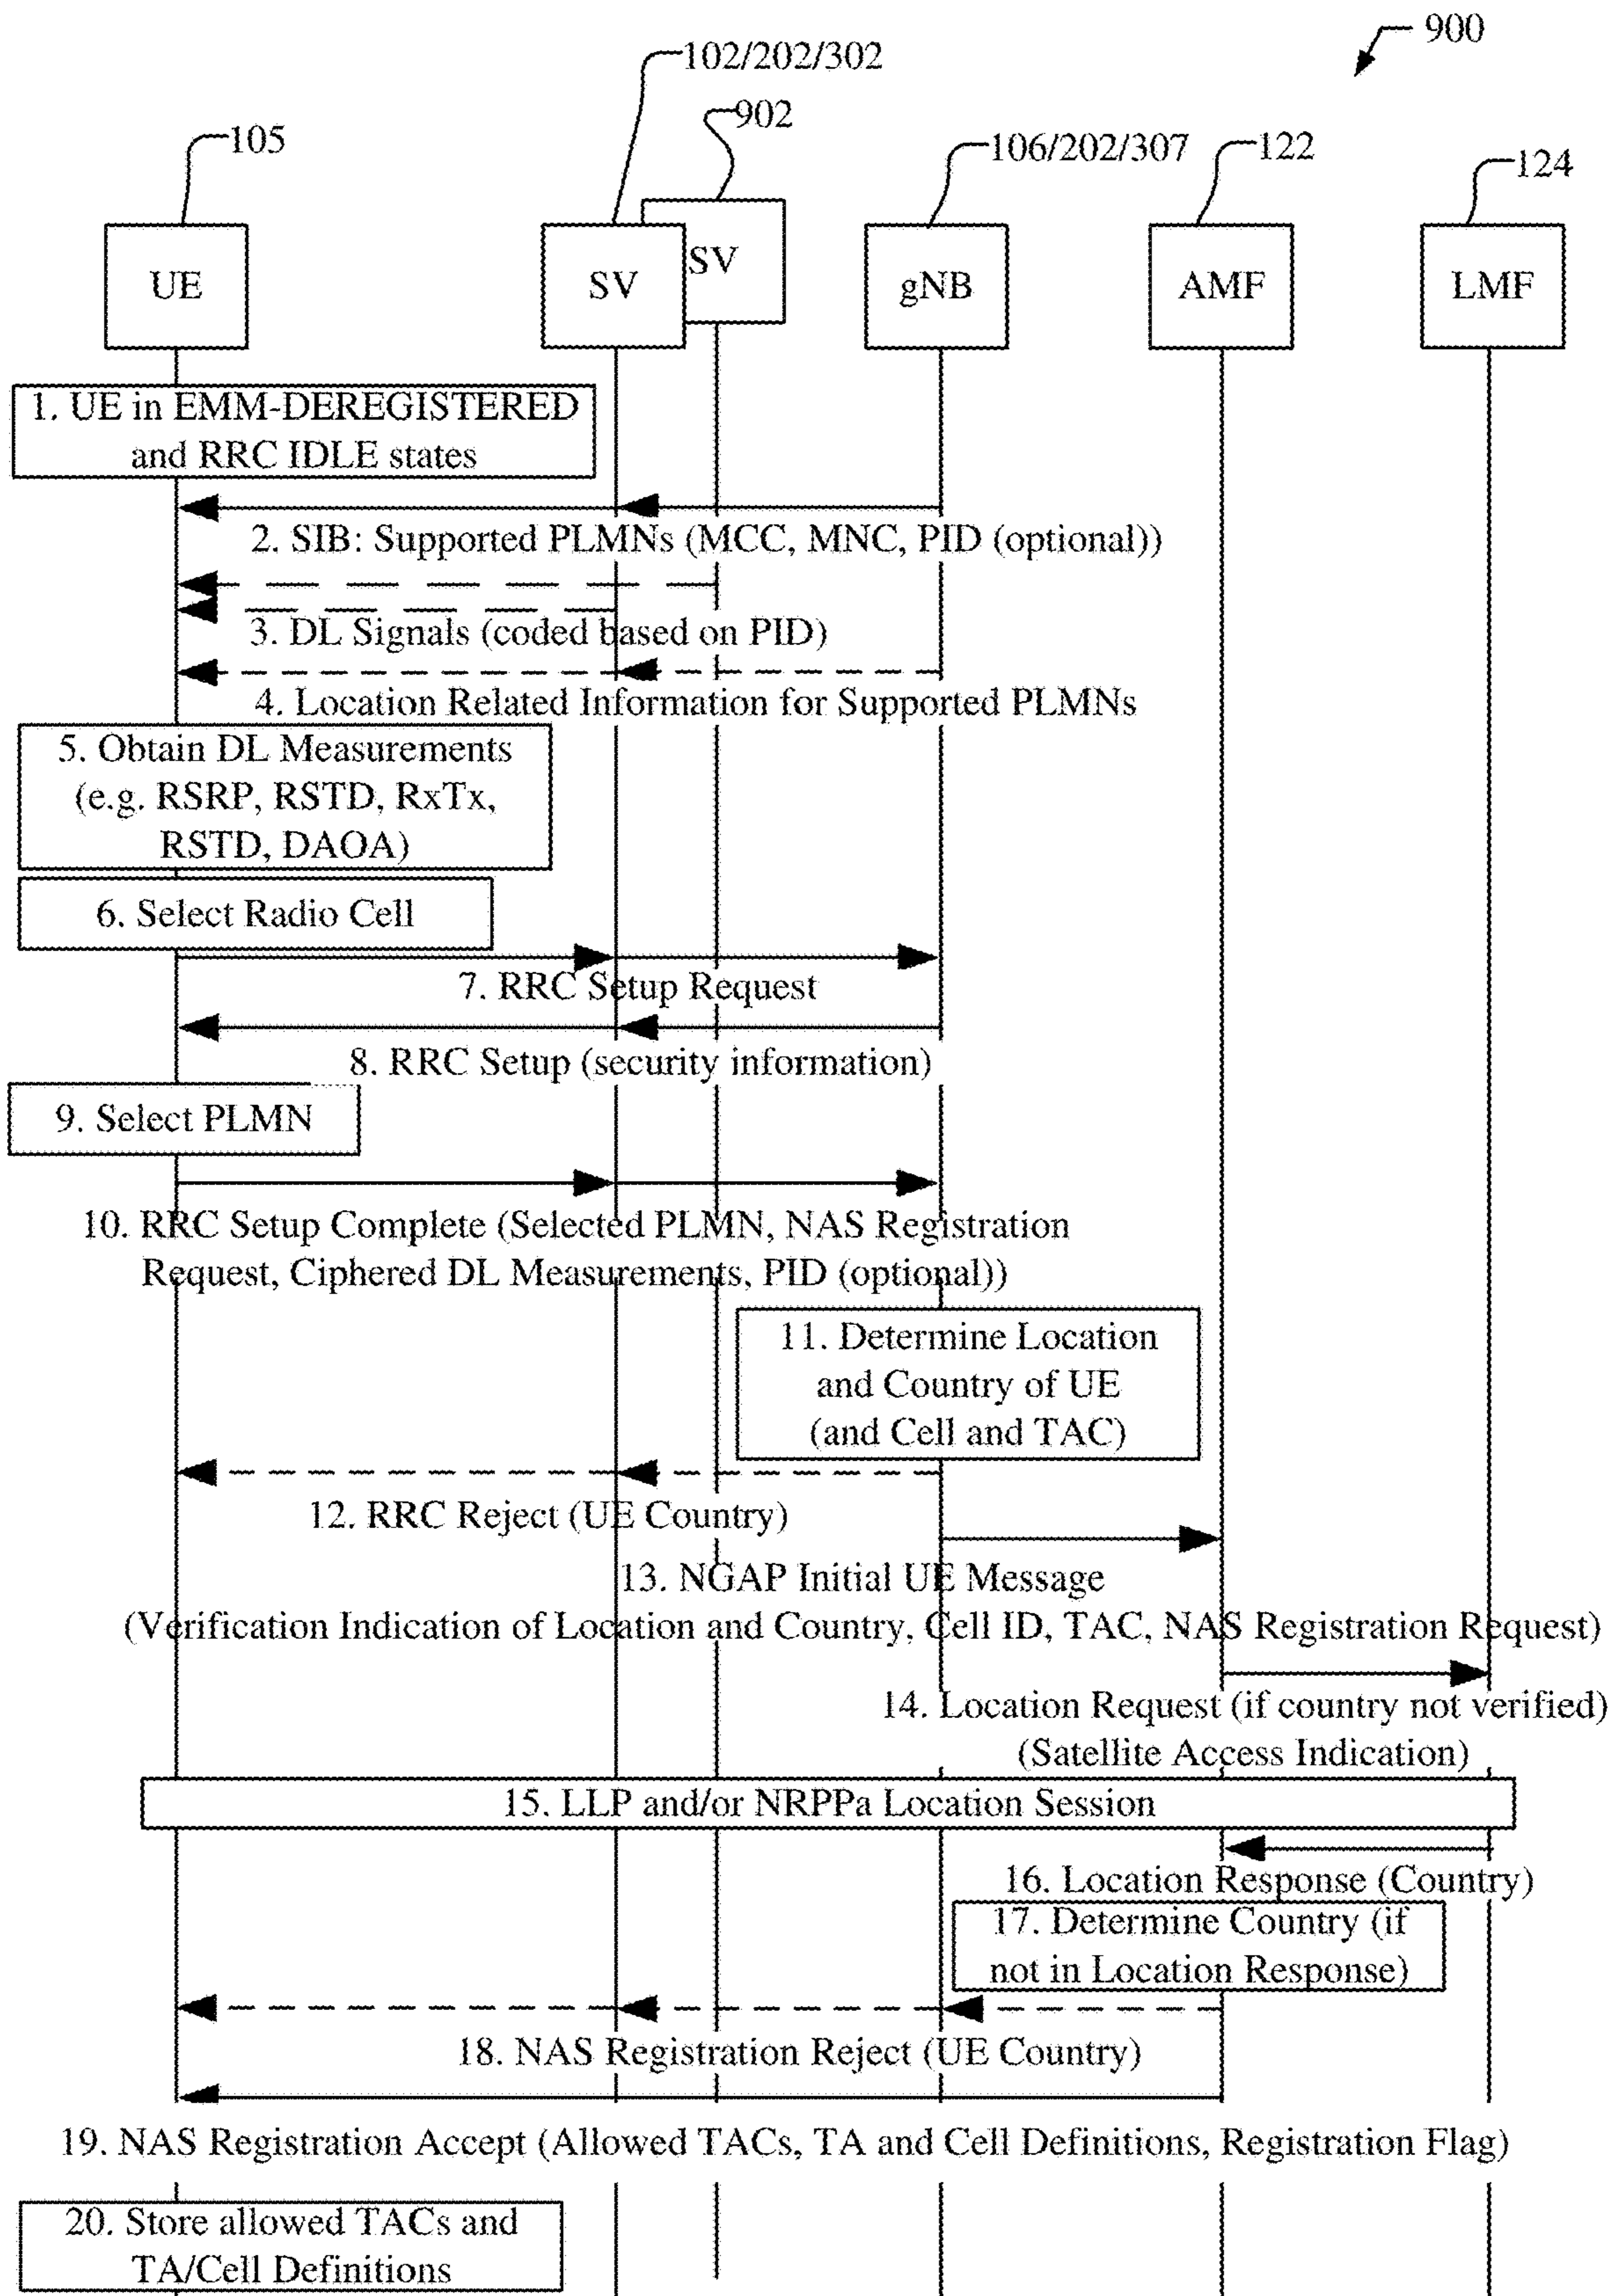 900
102/202/302
902
105
106/202/307
122
124
UE
SV
SV
gNB
AMF
LMF
1. UE in EMM-DEREGISTERED
and RRC IDLE states
2. SIB: Supported PLMNs (MCC, MNC, PID (optional))
3. DL Signals (coded based on PID)
4. Location Related Information for Supported PLMNs
5. Obtain DL Measurements
(e.g. RSRP, RSTD, RxTx,
RSTD, DAOA)
6. Select Radio Cell
7. RRC Setup Request
8. RRC Setup (security information)
9. Select PLMN
10. RRC Setup Complete (Selected PLMN, NAS Registration
Request, Ciphered DL Measurements, PID (optional))
11. Determine Location
and Country of UE
(and Cell and TAC)
12. RRC Reject (UE Country)
13. NGAP Initial UE Message
(Verification Indication of Location and Country, Cell ID, TAC, NAS Registration Request)
14. Location Request (if country not verified)
(Satellite Access Indication)
15. LLP and/or NRPPa Location Session
16. Location Response (Country)
17. Determine Country (if
not in Location Response)
18. NAS Registration Reject (UE Country)
19. NAS Registration Accept (Allowed TACs, TA and Cell Definitions, Registration Flag)
20. Store allowed TACs and
TA/Cell Definitions